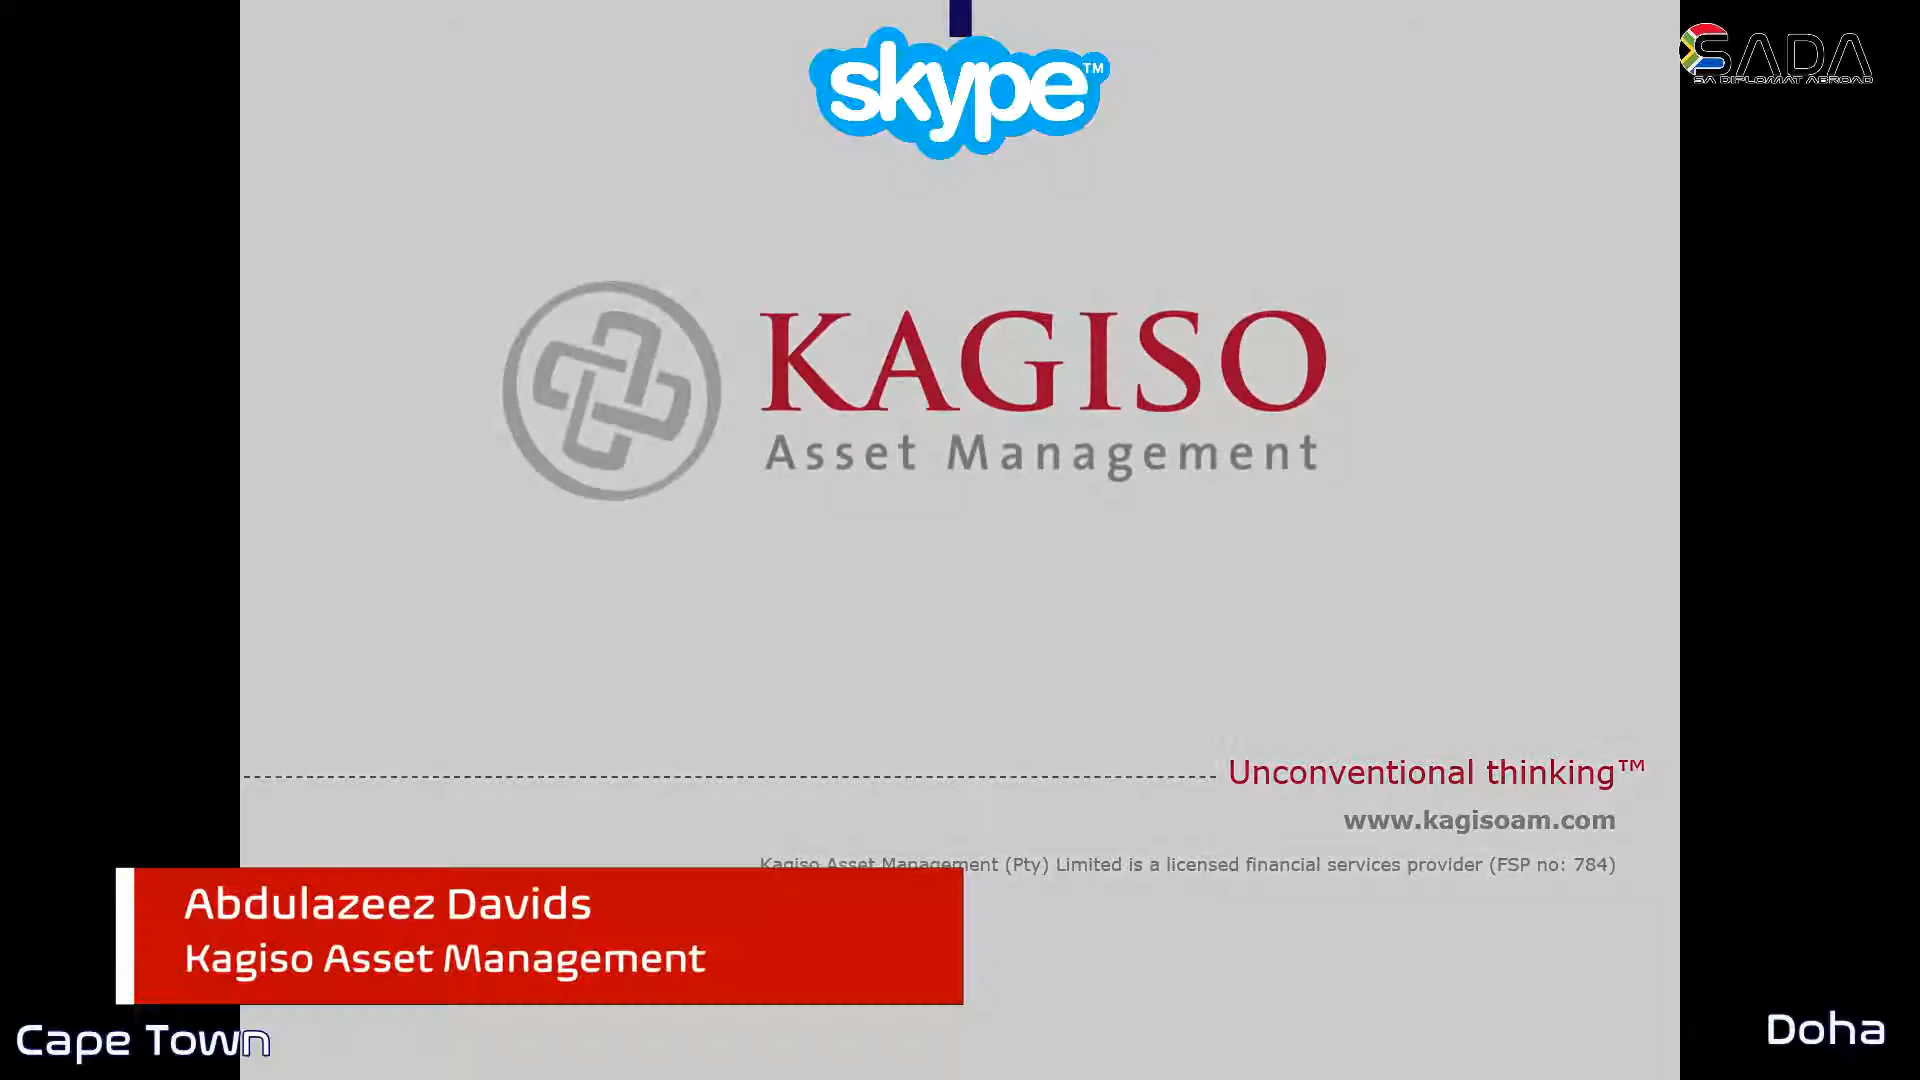 skype™
SADA
SA DIPLOMAT ABROAD
KAGISO
Asset Management
Unconventional thinking™
www.kagisoam.com
Kagiso Asset Management (Pty) Limited is a licensed financial services provider (FSP no: 784)
Abdulazeez Davids
Kagiso Asset Management
Cape Town
Doha